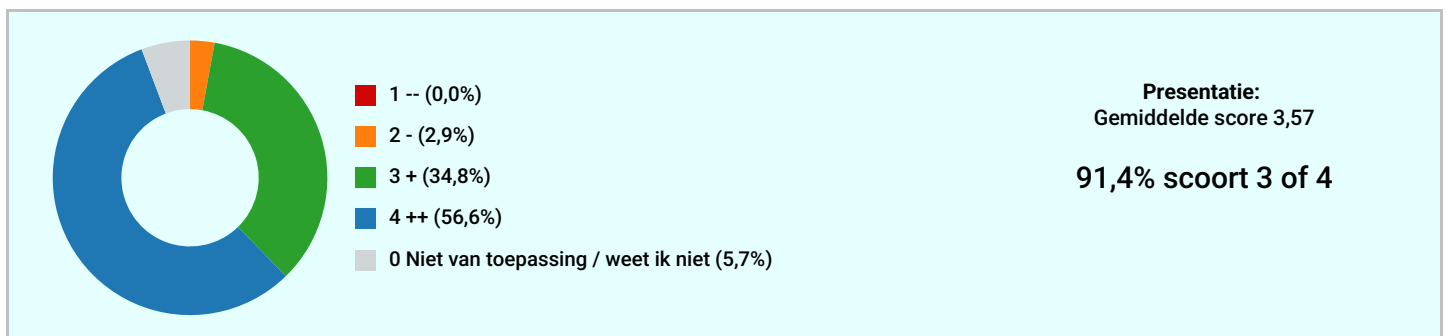 1 -- (0,0%)
2 - (2,9%)
3 + (34,8%)
4 ++ (56,6%)
0 Niet van toepassing / weet ik niet (5,7%)
Presentatie:
Gemiddelde score 3,57
91,4% scoort 3 of 4